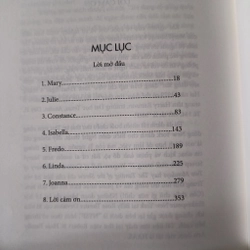 MỤC LỤC
Lời mở đầu
1. Mary.....................................................18
2. Julie.....................................................43
3. Constance............................................83
4. Isabella................................................143
5. Perdo...................................................189
6. Linda...................................................225
7. Joanna.................................................279
8. Lời cảm ơn..........................................353